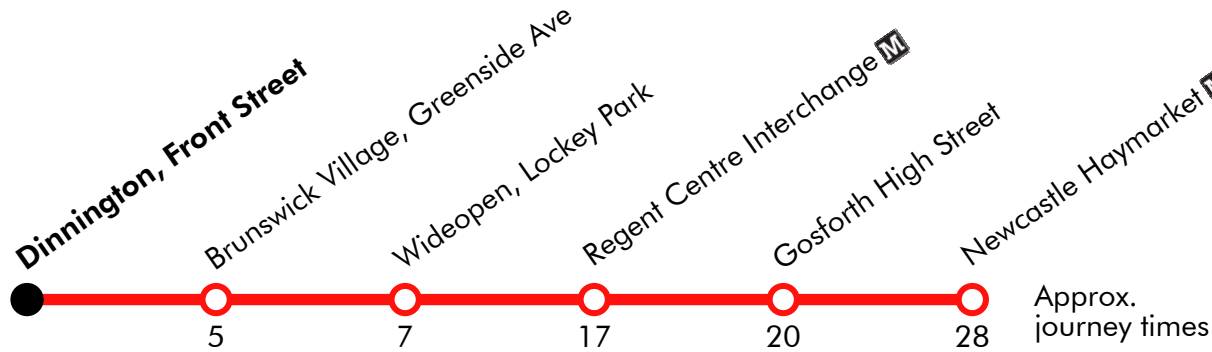 Dinnington, Front Street
Brunswick Village, Greenside Ave
Wideopen, Lockey Park
Regent Centre Interchange M
Gosforth High Street
Newcastle Haymarket M
5
7
17
20
28
Approx.
journey times